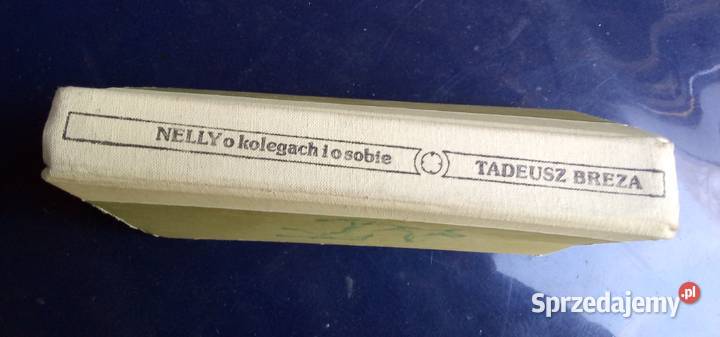 NELLY o kolegach i o sobie
TADEUSZ BREZA
Sprzedajemy.pl